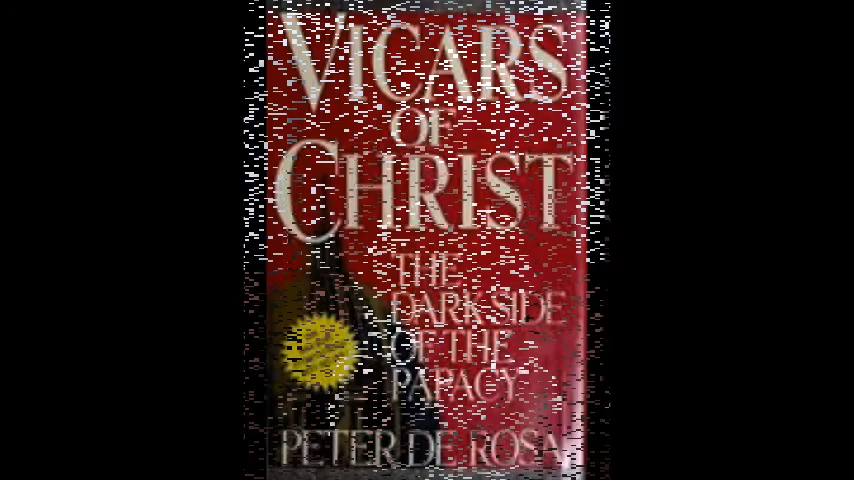 VICARS
OF
CHRIST
THE
DARK SIDE
OF THE
PAPACY
PETER DE ROSA